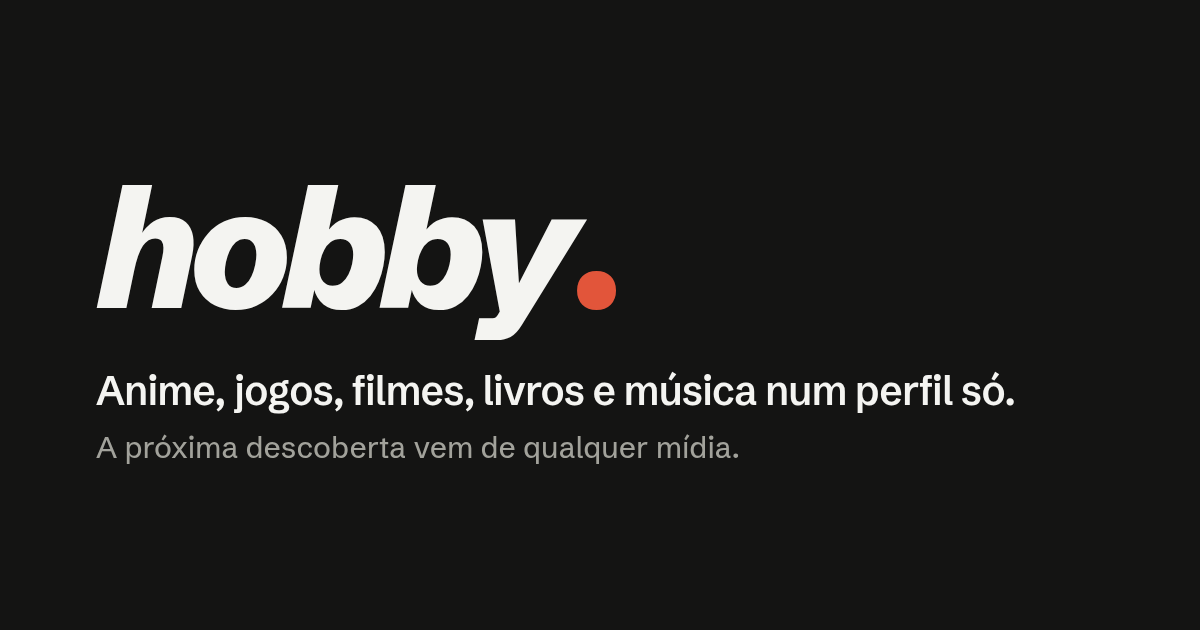 hobby.
Anime, jogos, filmes, livros e música num perfil só.
A próxima descoberta vem de qualquer mídia.